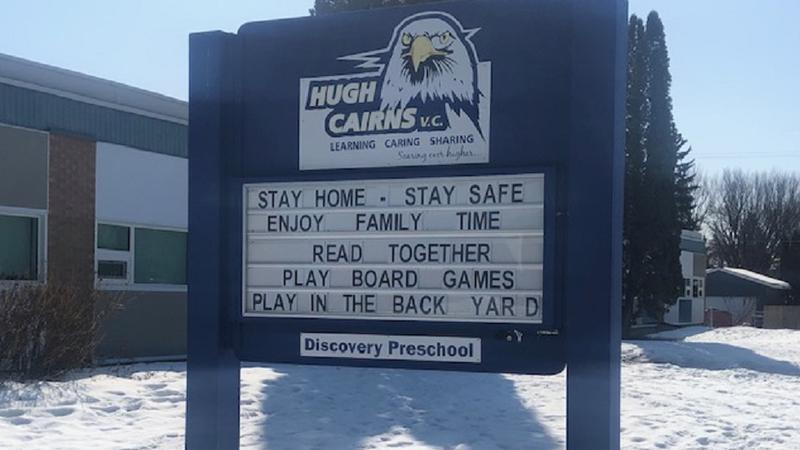 HUGH
CAIRNS V.C.
LEARNING CARING SHARING
Soaring ever higher...
STAY HOME - STAY SAFE
ENJOY FAMILY TIME
READ TOGETHER
PLAY BOARD GAMES
PLAY IN THE BACK YARD
Discovery Preschool